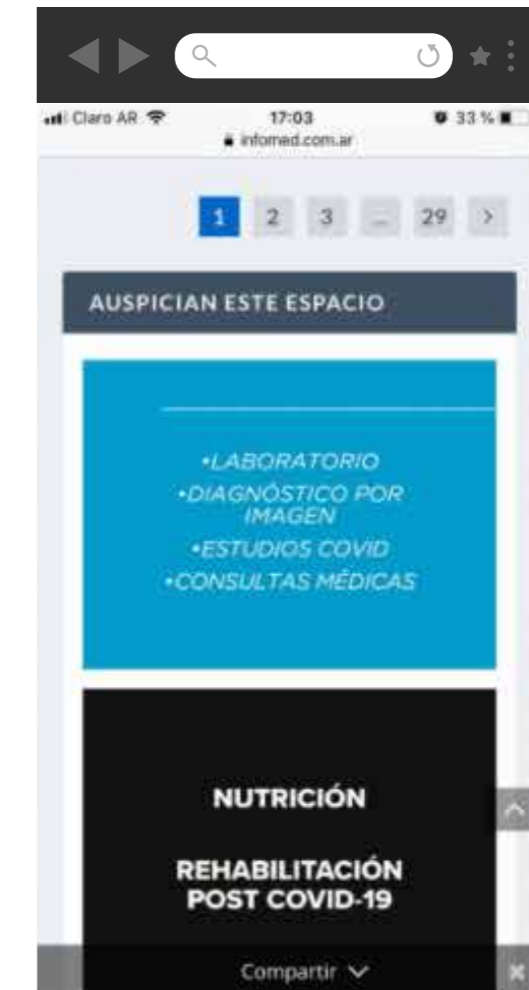 Claro AR 17:03 33 %
infomed.com.ar
1 2 3 ... 29 >
AUSPICIAN ESTE ESPACIO
•LABORATORIO
•DIAGNÓSTICO POR
IMAGEN
•ESTUDIOS COVID
•CONSULTAS MÉDICAS
NUTRICIÓN
REHABILITACIÓN
POST COVID-19
Compartir